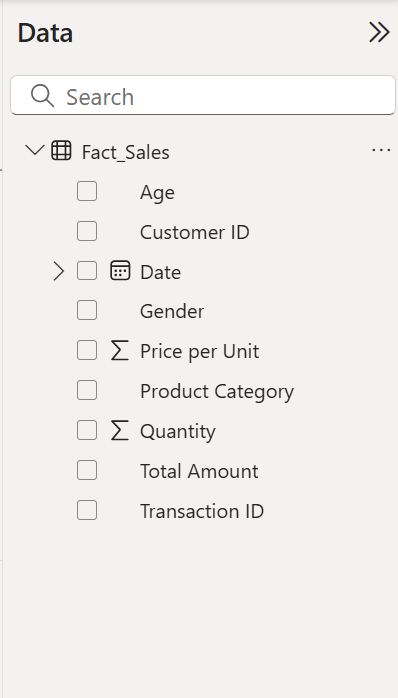 Data
Search
Fact_Sales
Age
Customer ID
Date
Gender
Price per Unit
Product Category
Quantity
Total Amount
Transaction ID